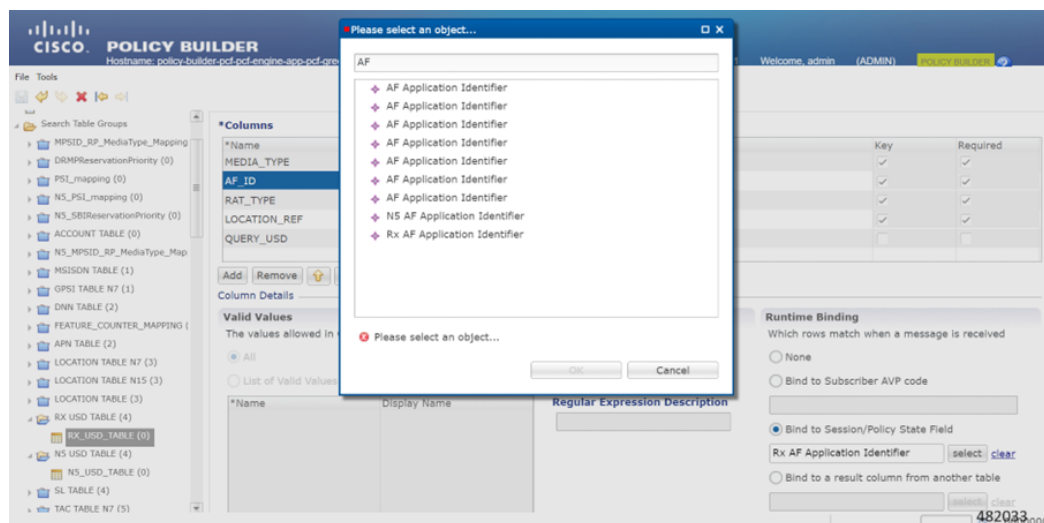 CISCO. POLICY BUILDER
Hostname: policy-builder-pcf-pcf-engine-app-pcf-gre
Please select an object...
Welcome, admin (ADMIN) POLICY BUILDER
File Tools
AF
AF Application Identifier
AF Application Identifier
AF Application Identifier
AF Application Identifier
AF Application Identifier
AF Application Identifier
AF Application Identifier
N5 AF Application Identifier
Rx AF Application Identifier
Please select an object...
OK Cancel
Search Table Groups
MPSID_RP_MediaType_Mapping
DRMPReservationPriority (0)
PSI_mapping (0)
N5_PSI_mapping (0)
N5_SBIReservationPriority (0)
ACCOUNT TABLE (0)
N5_MPSID_RP_MediaType_Map
MSISDN TABLE (1)
GPSI TABLE N7 (1)
DNN TABLE (2)
FEATURE_COUNTER_MAPPING (
APN TABLE (2)
LOCATION TABLE N7 (3)
LOCATION TABLE N15 (3)
LOCATION TABLE (3)
RX USD TABLE (4)
RX_USD_TABLE (0)
N5 USD TABLE (4)
N5_USD_TABLE (0)
SL TABLE (4)
TAC TABLE N7 (5)
*Columns
*Name Key Required
MEDIA_TYPE
AF_ID
RAT_TYPE
LOCATION_REF
QUERY_USD
Add Remove
Column Details
Valid Values
The values allowed in
All
List of Valid Values
*Name Display Name
Regular Expression Description
Runtime Binding
Which rows match when a message is received
None
Bind to Subscriber AVP code
Bind to Session/Policy State Field
Rx AF Application Identifier select clear
Bind to a result column from another table
select clear
482033